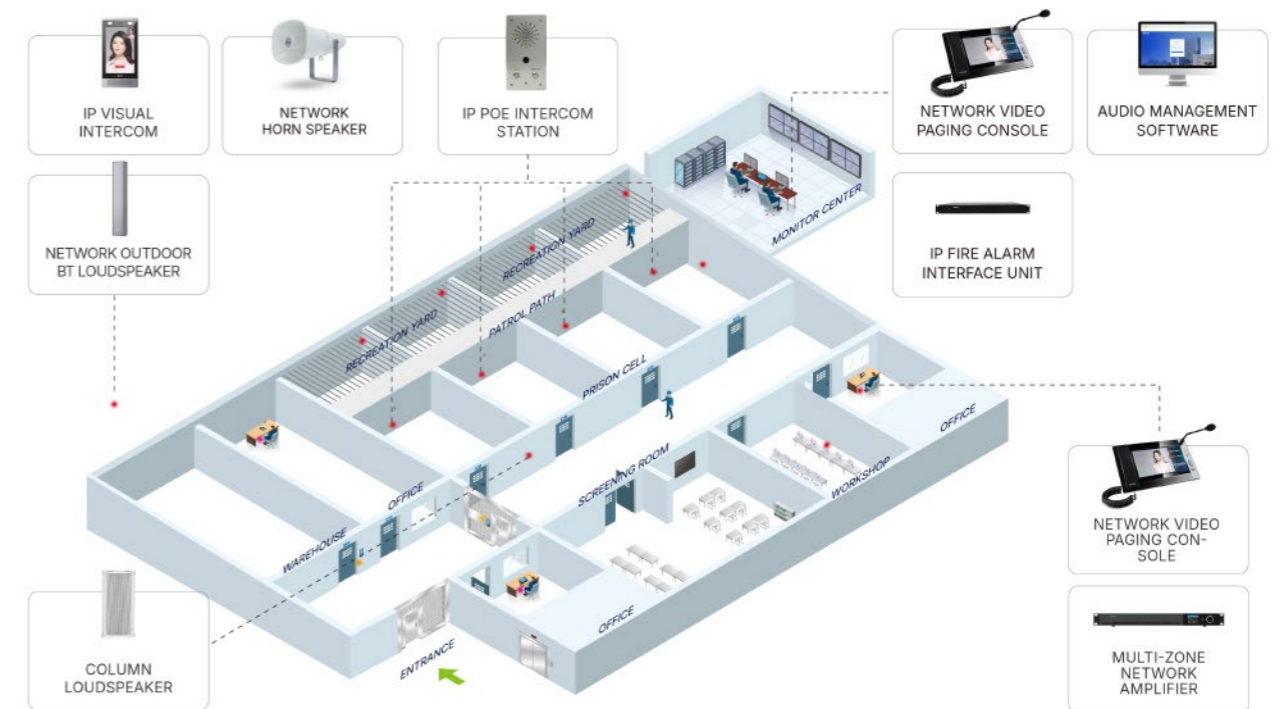 IP VISUAL
INTERCOM
NETWORK
HORN SPEAKER
IP POE INTERCOM
STATION
NETWORK VIDEO
PAGING CONSOLE
AUDIO MANAGEMENT
SOFTWARE
NETWORK OUTDOOR
BT LOUDSPEAKER
IP FIRE ALARM
INTERFACE UNIT
MONITOR CENTER
RECREATION YARD
RECREATION YARD
PATROL PATH
PRISON CELL
OFFICE
SCREENING ROOM
WORKSHOP
OFFICE
WAREHOUSE
OFFICE
ENTRANCE
NETWORK VIDEO
PAGING CON-
SOLE
COLUMN
LOUDSPEAKER
MULTI-ZONE
NETWORK
AMPLIFIER